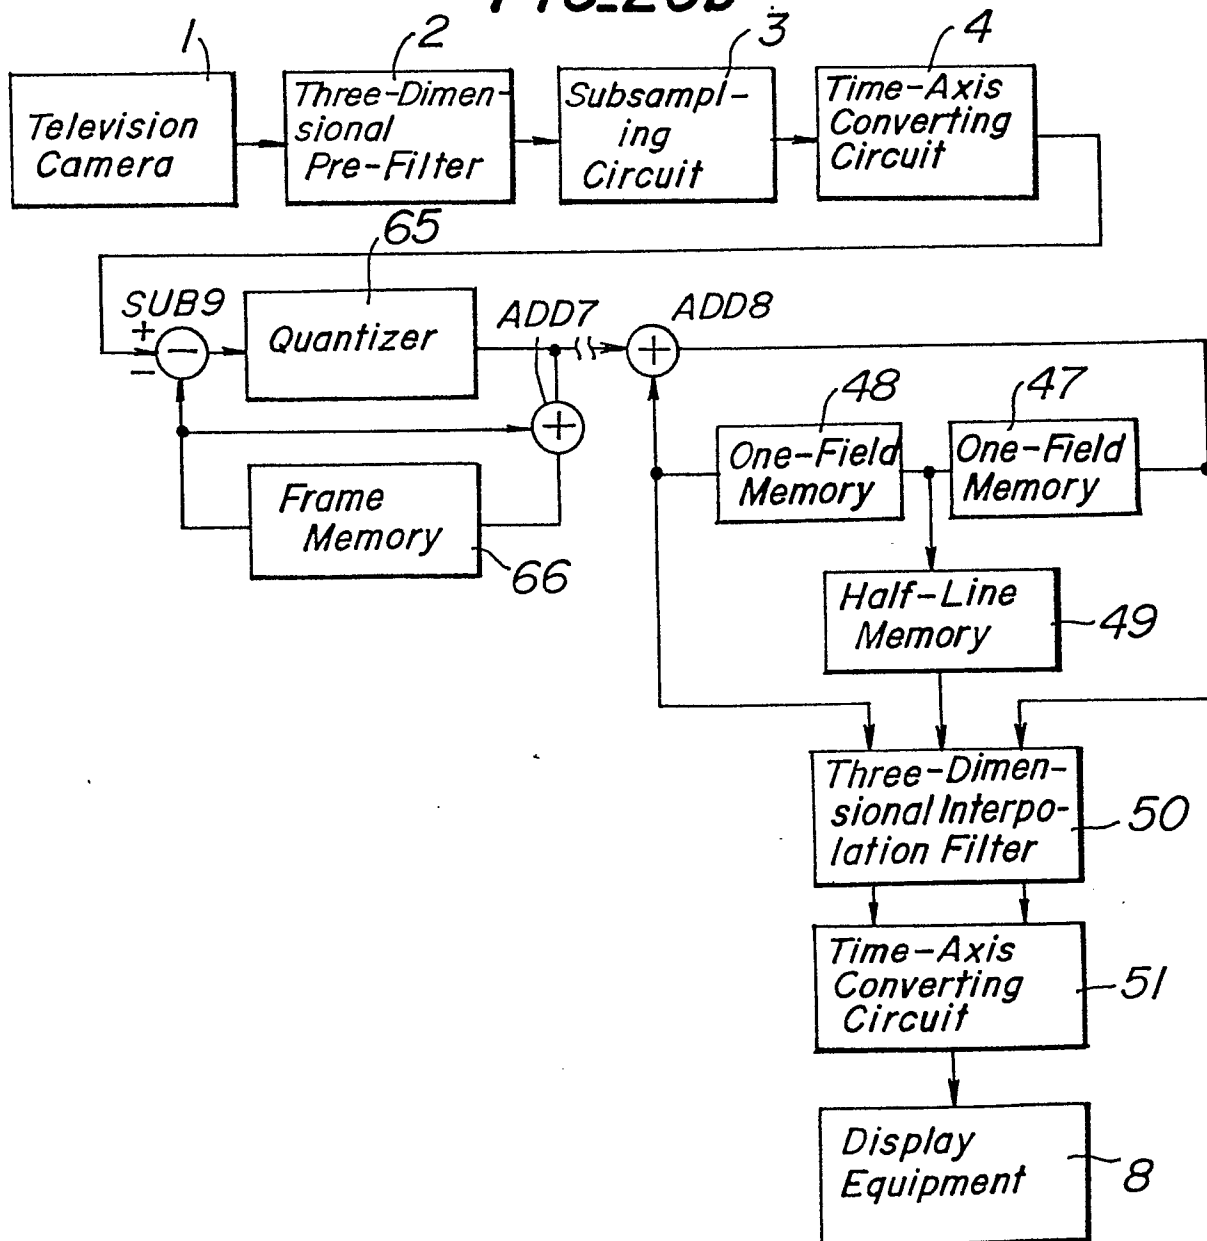 1
2
3
4
Television
Camera
Three-Dimen-
sional
Pre-Filter
Subsampl-
ing
Circuit
Time-Axis
Converting
Circuit
65
SUB9
+
−
−
Quantizer
ADD7
+
ADD8
+
48
47
One-Field
Memory
One-Field
Memory
Frame
Memory
66
Half-Line
Memory
49
Three-Dimen-
sional Interpo-
lation Filter
50
Time-Axis
Converting
Circuit
51
Display
Equipment
8